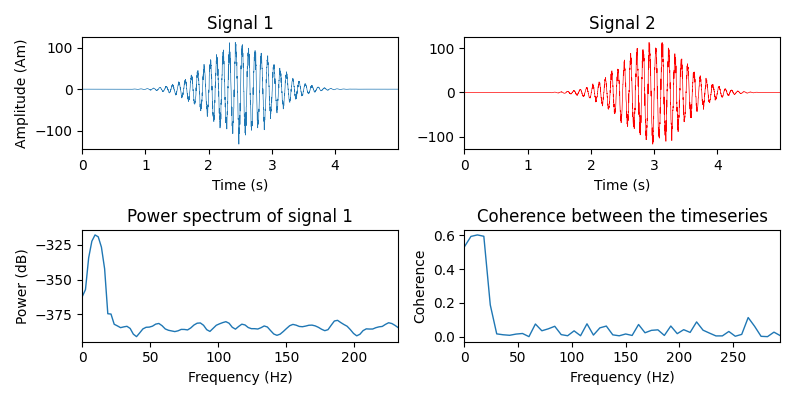 Signal 1
Amplitude (Am)
100
0
−100
0 1 2 3 4
Time (s)
Signal 2
100
0
−100
0 1 2 3 4
Time (s)
Power spectrum of signal 1
Power (dB)
−325
−350
−375
0 50 100 150 200
Frequency (Hz)
Coherence between the timeseries
Coherence
0.6
0.4
0.2
0.0
0 50 100 150 200 250
Frequency (Hz)